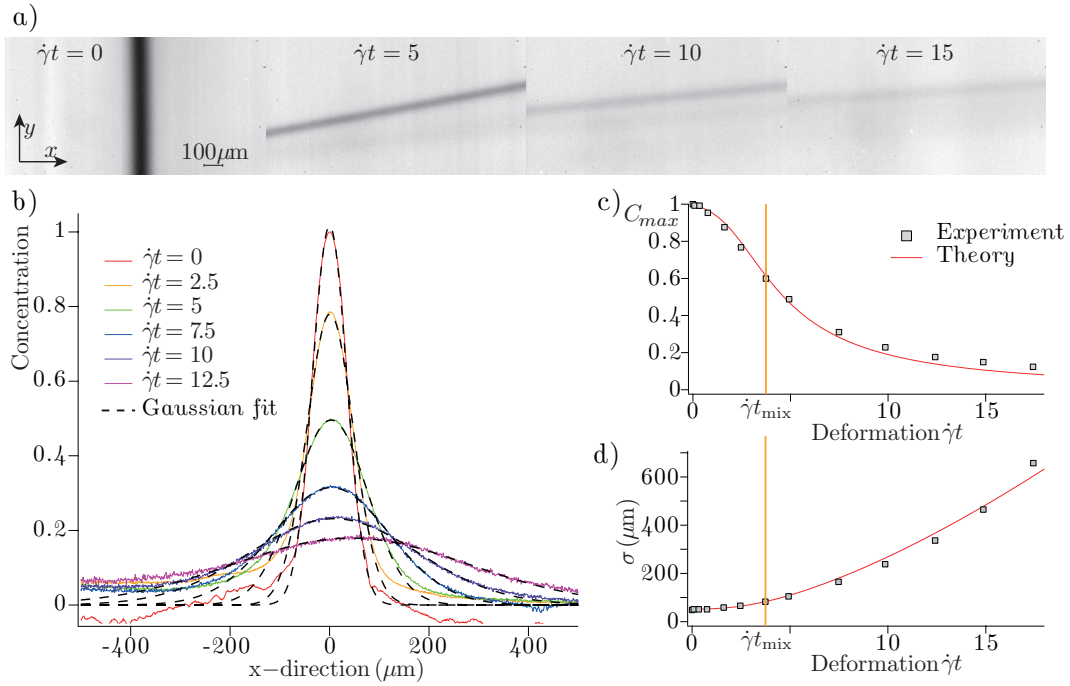 a)
γ̇t = 0
γ̇t = 5
γ̇t = 10
γ̇t = 15
y
x
100μm
b)
Concentration
1
0.8
0.6
0.4
0.2
0
γ̇t = 0
γ̇t = 2.5
γ̇t = 5
γ̇t = 7.5
γ̇t = 10
γ̇t = 12.5
Gaussian fit
-400
-200
0
200
400
x−direction (μm)
c)
C_max
1
0.8
0.6
0.4
0.2
0
Experiment
Theory
0
γ̇t_mix
10
15
Deformation γ̇t
d)
σ (μm)
600
400
200
0
0
γ̇t_mix
10
15
Deformation γ̇t